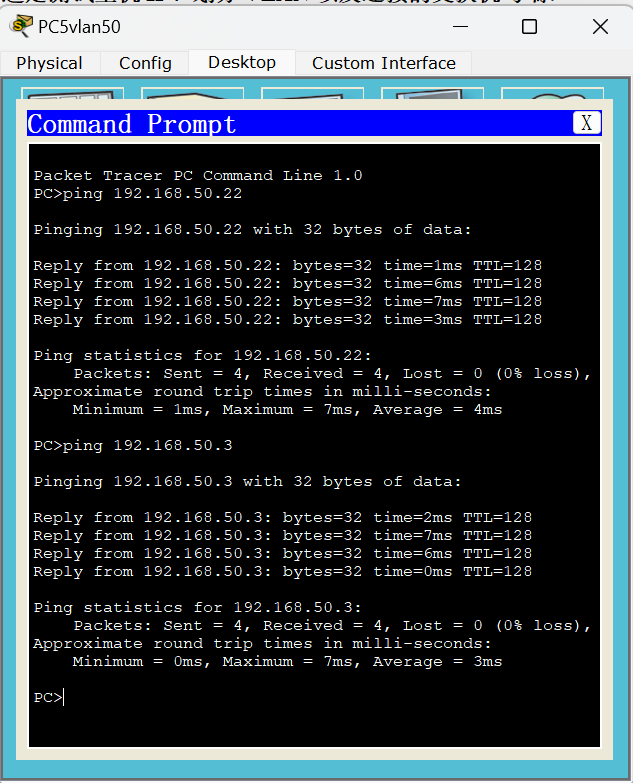 PC5vlan50
Physical Config Desktop Custom Interface
Command Prompt X
Packet Tracer PC Command Line 1.0
PC>ping 192.168.50.22
Pinging 192.168.50.22 with 32 bytes of data:
Reply from 192.168.50.22: bytes=32 time=1ms TTL=128
Reply from 192.168.50.22: bytes=32 time=6ms TTL=128
Reply from 192.168.50.22: bytes=32 time=7ms TTL=128
Reply from 192.168.50.22: bytes=32 time=3ms TTL=128
Ping statistics for 192.168.50.22:
Packets: Sent = 4, Received = 4, Lost = 0 (0% loss),
Approximate round trip times in milli-seconds:
Minimum = 1ms, Maximum = 7ms, Average = 4ms
PC>ping 192.168.50.3
Pinging 192.168.50.3 with 32 bytes of data:
Reply from 192.168.50.3: bytes=32 time=2ms TTL=128
Reply from 192.168.50.3: bytes=32 time=7ms TTL=128
Reply from 192.168.50.3: bytes=32 time=6ms TTL=128
Reply from 192.168.50.3: bytes=32 time=0ms TTL=128
Ping statistics for 192.168.50.3:
Packets: Sent = 4, Received = 4, Lost = 0 (0% loss),
Approximate round trip times in milli-seconds:
Minimum = 0ms, Maximum = 7ms, Average = 3ms
PC>